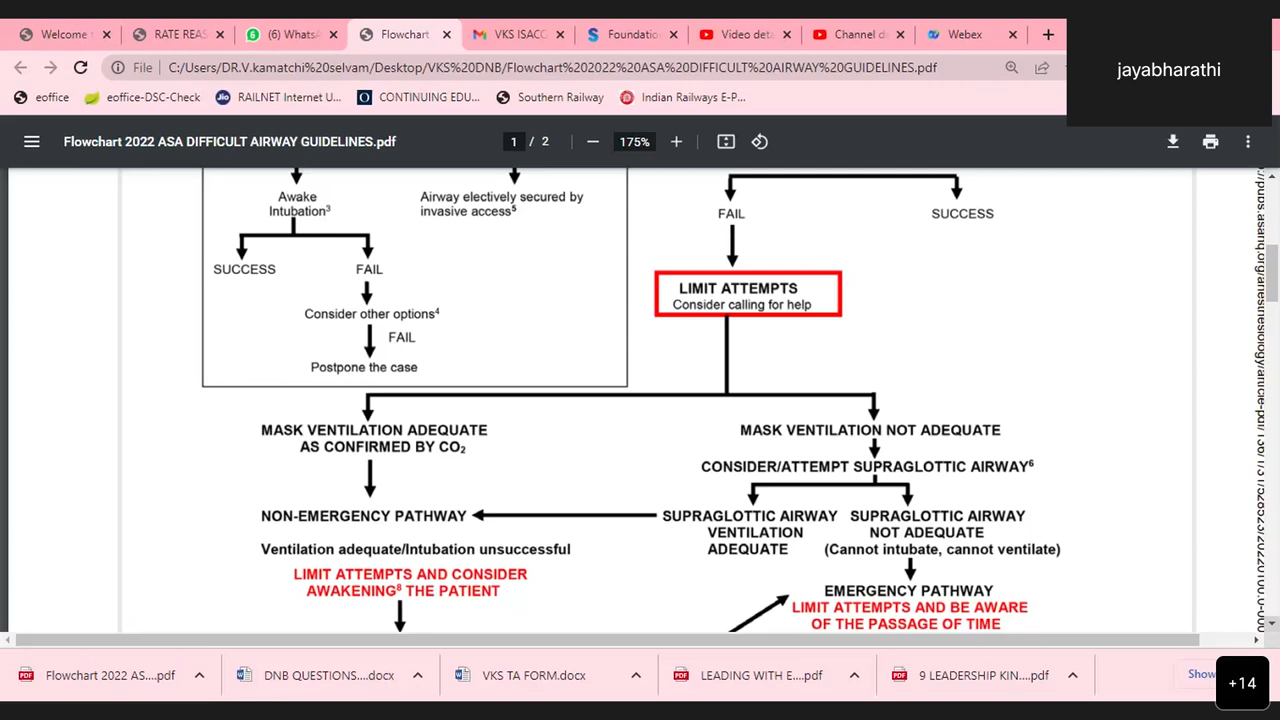 Welcome
RATE REAS
(6) WhatsA
Flowchart
VKS ISACC
Foundation
Video deta
Channel d
Webex
jayabharathi
File
C:/Users/DR.V.kamatchi%20selvam/Desktop/VKS%20DNB/Flowchart%202022%20ASA%20DIFFICULT%20AIRWAY%20GUIDELINES.pdf
eoffice
eoffice-DSC-Check
RAILNET Internet U...
CONTINUING EDU...
Southern Railway
Indian Railways E-P...
Flowchart 2022 ASA DIFFICULT AIRWAY GUIDELINES.pdf
1 / 2
175%
Awake
Intubation³
Airway electively secured by
invasive access⁵
FAIL
SUCCESS
SUCCESS
FAIL
LIMIT ATTEMPTS
Consider calling for help
Consider other options⁴
FAIL
Postpone the case
MASK VENTILATION ADEQUATE
AS CONFIRMED BY CO₂
MASK VENTILATION NOT ADEQUATE
CONSIDER/ATTEMPT SUPRAGLOTTIC AIRWAY⁶
NON-EMERGENCY PATHWAY
SUPRAGLOTTIC AIRWAY
VENTILATION
ADEQUATE
SUPRAGLOTTIC AIRWAY
NOT ADEQUATE
(Cannot intubate, cannot ventilate)
Ventilation adequate/Intubation unsuccessful
LIMIT ATTEMPTS AND CONSIDER
AWAKENING⁸ THE PATIENT
EMERGENCY PATHWAY
LIMIT ATTEMPTS AND BE AWARE
OF THE PASSAGE OF TIME
Flowchart 2022 AS....pdf
DNB QUESTIONS....docx
VKS TA FORM.docx
LEADING WITH E....pdf
9 LEADERSHIP KIN....pdf
Show
+14